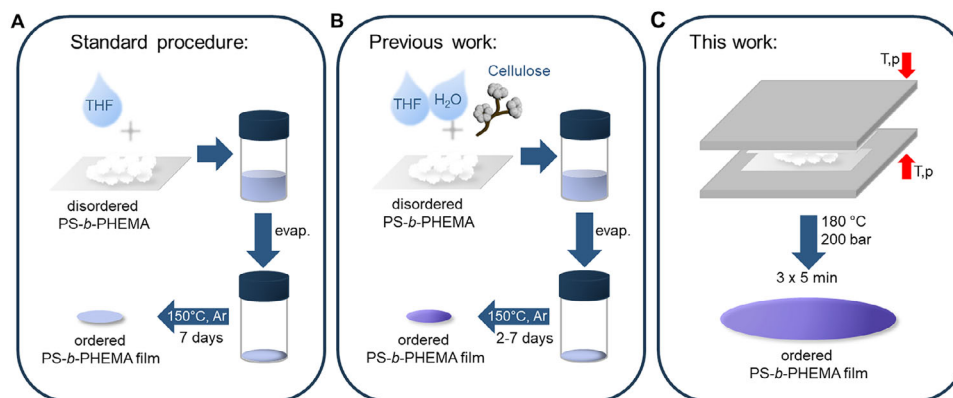 A
Standard procedure:
THF
+
disordered
PS-b-PHEMA
evap.
150°C, Ar
7 days
ordered
PS-b-PHEMA film
B
Previous work:
Cellulose
THF
H₂O
+
disordered
PS-b-PHEMA
evap.
150°C, Ar
2-7 days
ordered
PS-b-PHEMA film
C
This work:
T,p
T,p
180 °C
200 bar
3 x 5 min
ordered
PS-b-PHEMA film